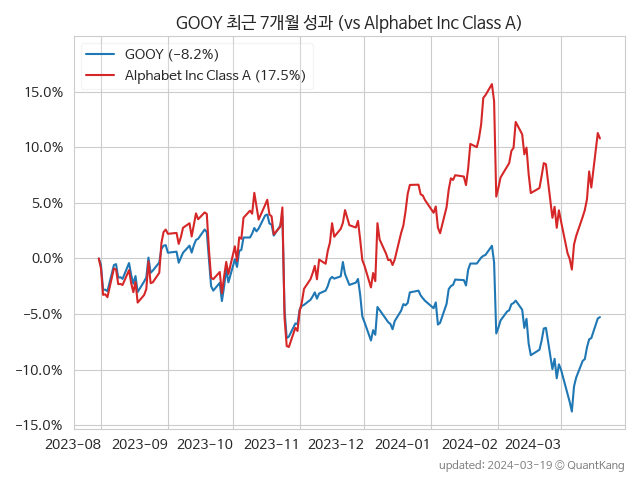 GOOY 최근 7개월 성과 (vs Alphabet Inc Class A)
GOOY (-8.2%)
Alphabet Inc Class A (17.5%)
15.0%
10.0%
5.0%
0.0%
-5.0%
-10.0%
-15.0%
2023-08 2023-09 2023-10 2023-11 2023-12 2024-01 2024-02 2024-03
updated: 2024-03-19 © QuantKang